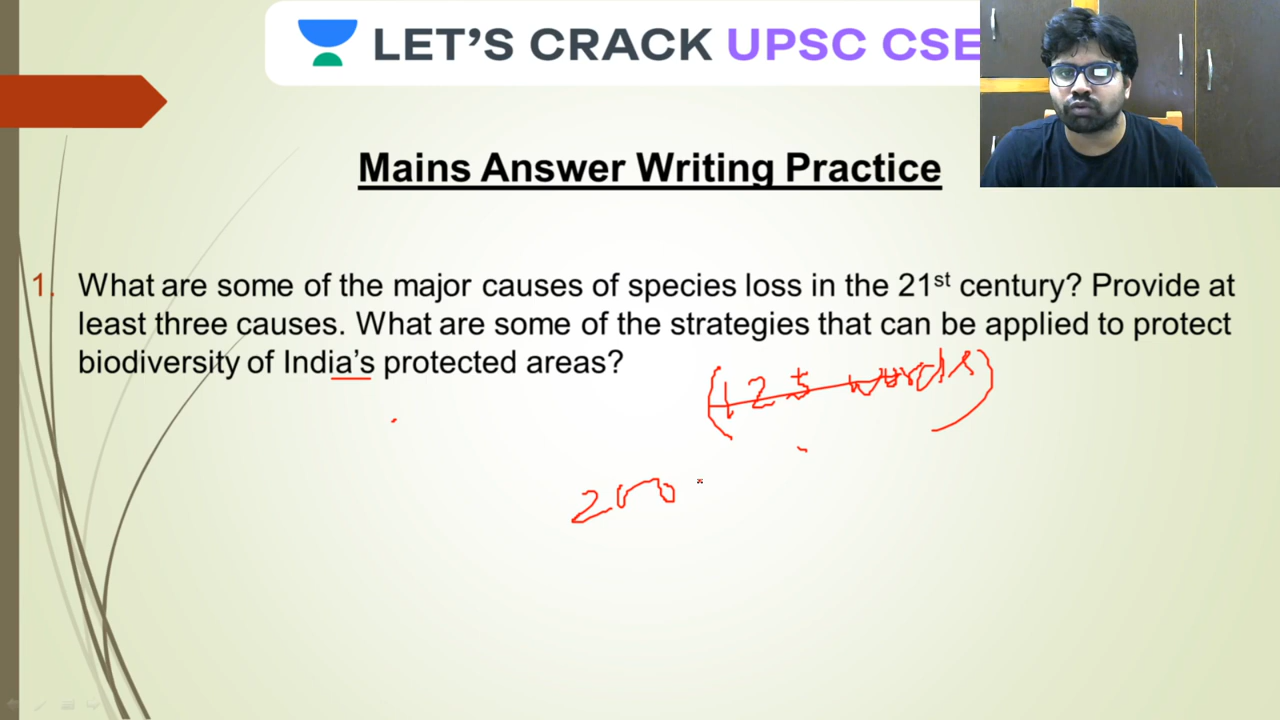 LET'S CRACK UPSC CSE
Mains Answer Writing Practice
1. What are some of the major causes of species loss in the 21st century? Provide at
least three causes. What are some of the strategies that can be applied to protect
biodiversity of India's protected areas?
(125 words)
200